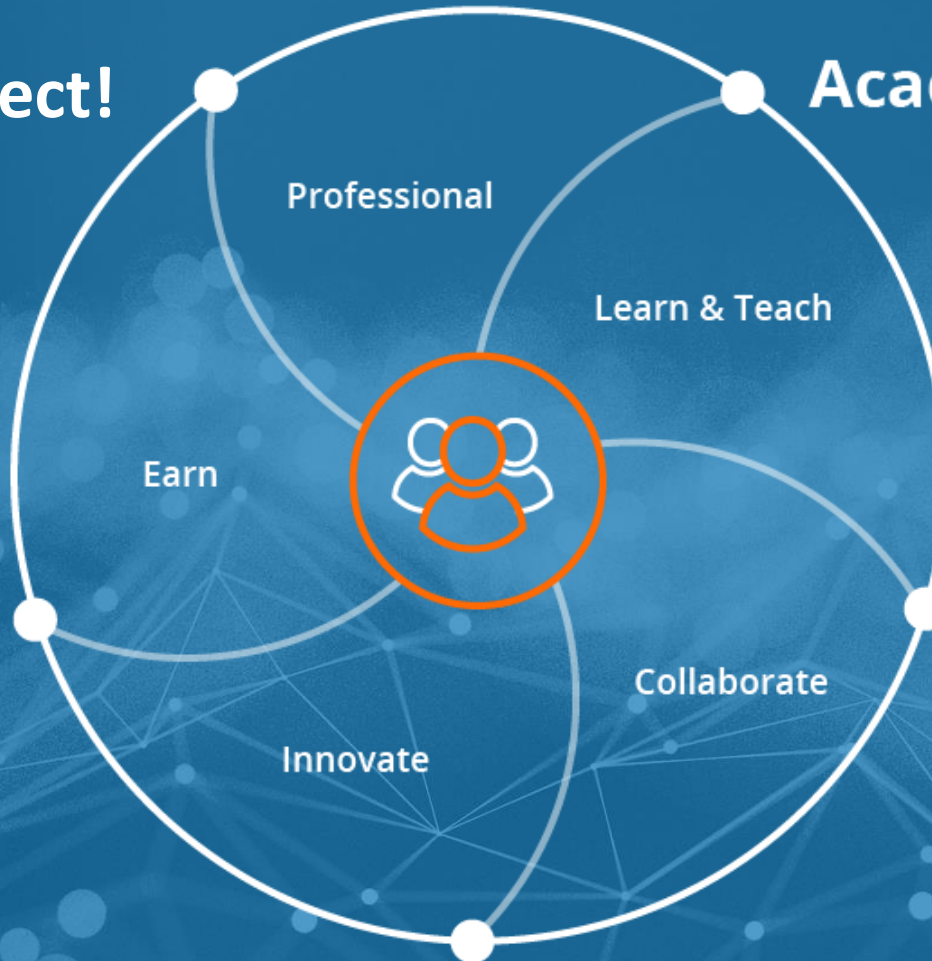 ect!
Aca
Professional
Learn & Teach
Earn
Collaborate
Innovate